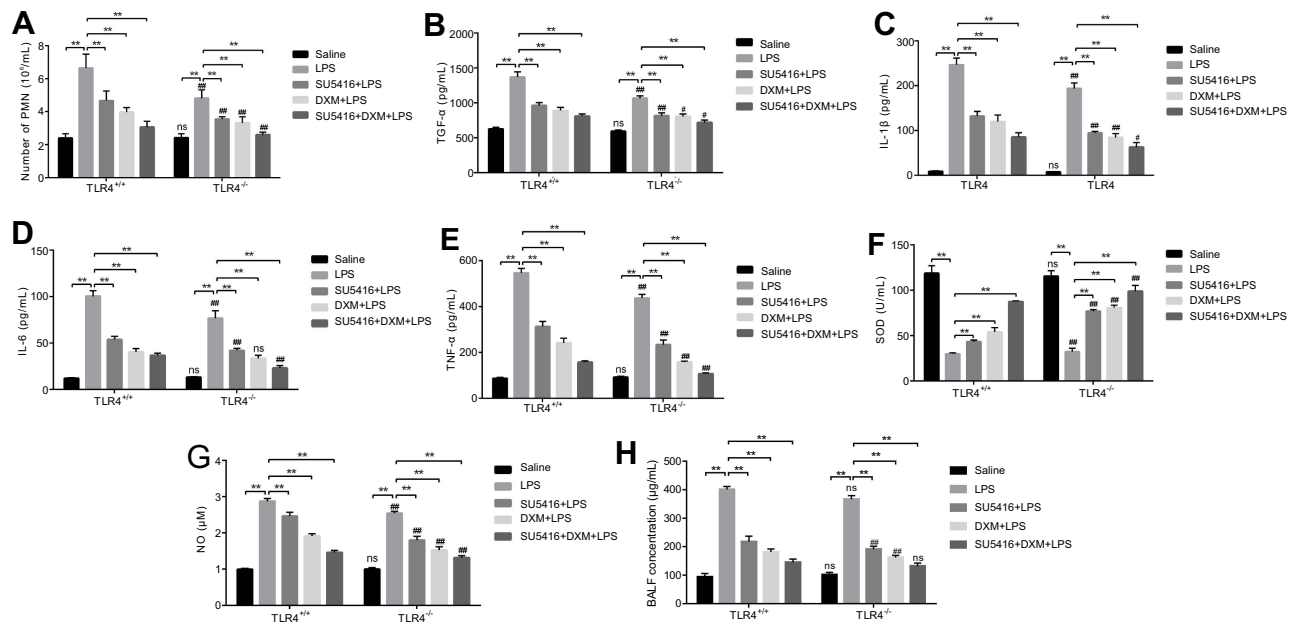 A
Number of PMN (10⁶/mL)
8
6
4
2
0
** ** ** **
ns ** ** ** **
## ## ## ##
TLR4+/+ TLR4-/-
Saline
LPS
SU5416+LPS
DXM+LPS
SU5416+DXM+LPS
B
TGF-α (pg/mL)
2000
1500
1000
500
0
** ** ** **
** ** ** **
ns ## ## # #
TLR4+/+ TLR4-/-
Saline
LPS
SU5416+LPS
DXM+LPS
SU5416+DXM+LPS
C
IL-1β (pg/mL)
300
200
100
0
** ** ** **
** ** ** **
ns ## ## ## #
TLR4 TLR4
Saline
LPS
SU5416+LPS
DXM+LPS
SU5416+DXM+LPS
D
IL-6 (pg/mL)
150
100
50
0
** ** ** **
** ** ** **
ns ## ## ns ##
TLR4+/+ TLR4-/-
Saline
LPS
SU5416+LPS
DXM+LPS
SU5416+DXM+LPS
E
TNF-α (pg/mL)
600
400
200
0
** ** ** **
** ** ** **
ns ## ## ## ##
TLR4+/+ TLR4-/-
Saline
LPS
SU5416+LPS
DXM+LPS
SU5416+DXM+LPS
F
SOD (U/mL)
150
100
50
0
** ** ** **
** ** ** **
ns ## ## ## ##
TLR4+/+ TLR4-/-
Saline
LPS
SU5416+LPS
DXM+LPS
SU5416+DXM+LPS
G
NO (μM)
4
3
2
1
0
** ** ** **
** ** ** **
ns ## ## ## ##
TLR4+/+ TLR4-/-
Saline
LPS
SU5416+LPS
DXM+LPS
SU5416+DXM+LPS
H
BALF concentration (μg/mL)
500
400
300
200
100
0
** ** ** **
** ** ** **
ns ns ## ## ns
TLR4+/+ TLR4-/-
Saline
LPS
SU5416+LPS
DXM+LPS
SU5416+DXM+LPS